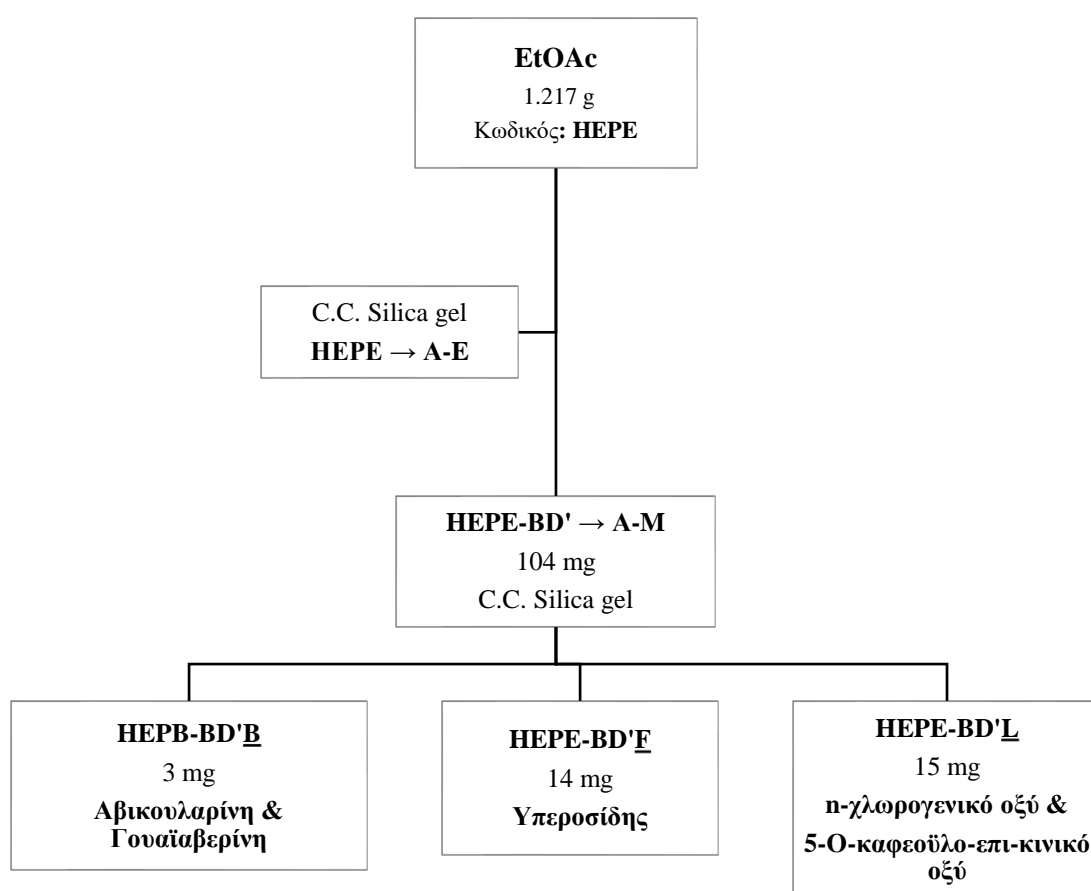 EtOAc
1.217 g
Κωδικός: HEPE
C.C. Silica gel
HEPE → A-E
HEPE-BD' → A-M
104 mg
C.C. Silica gel
HEPB-BD'B
3 mg
Αβικουλαρίνη &
Γουαϊαβερίνη
HEPE-BD'F
14 mg
Υπεροσίδης
HEPE-BD'L
15 mg
n-χλωρογενικό οξύ &
5-Ο-καφεοϋλο-επι-κινικό
οξύ